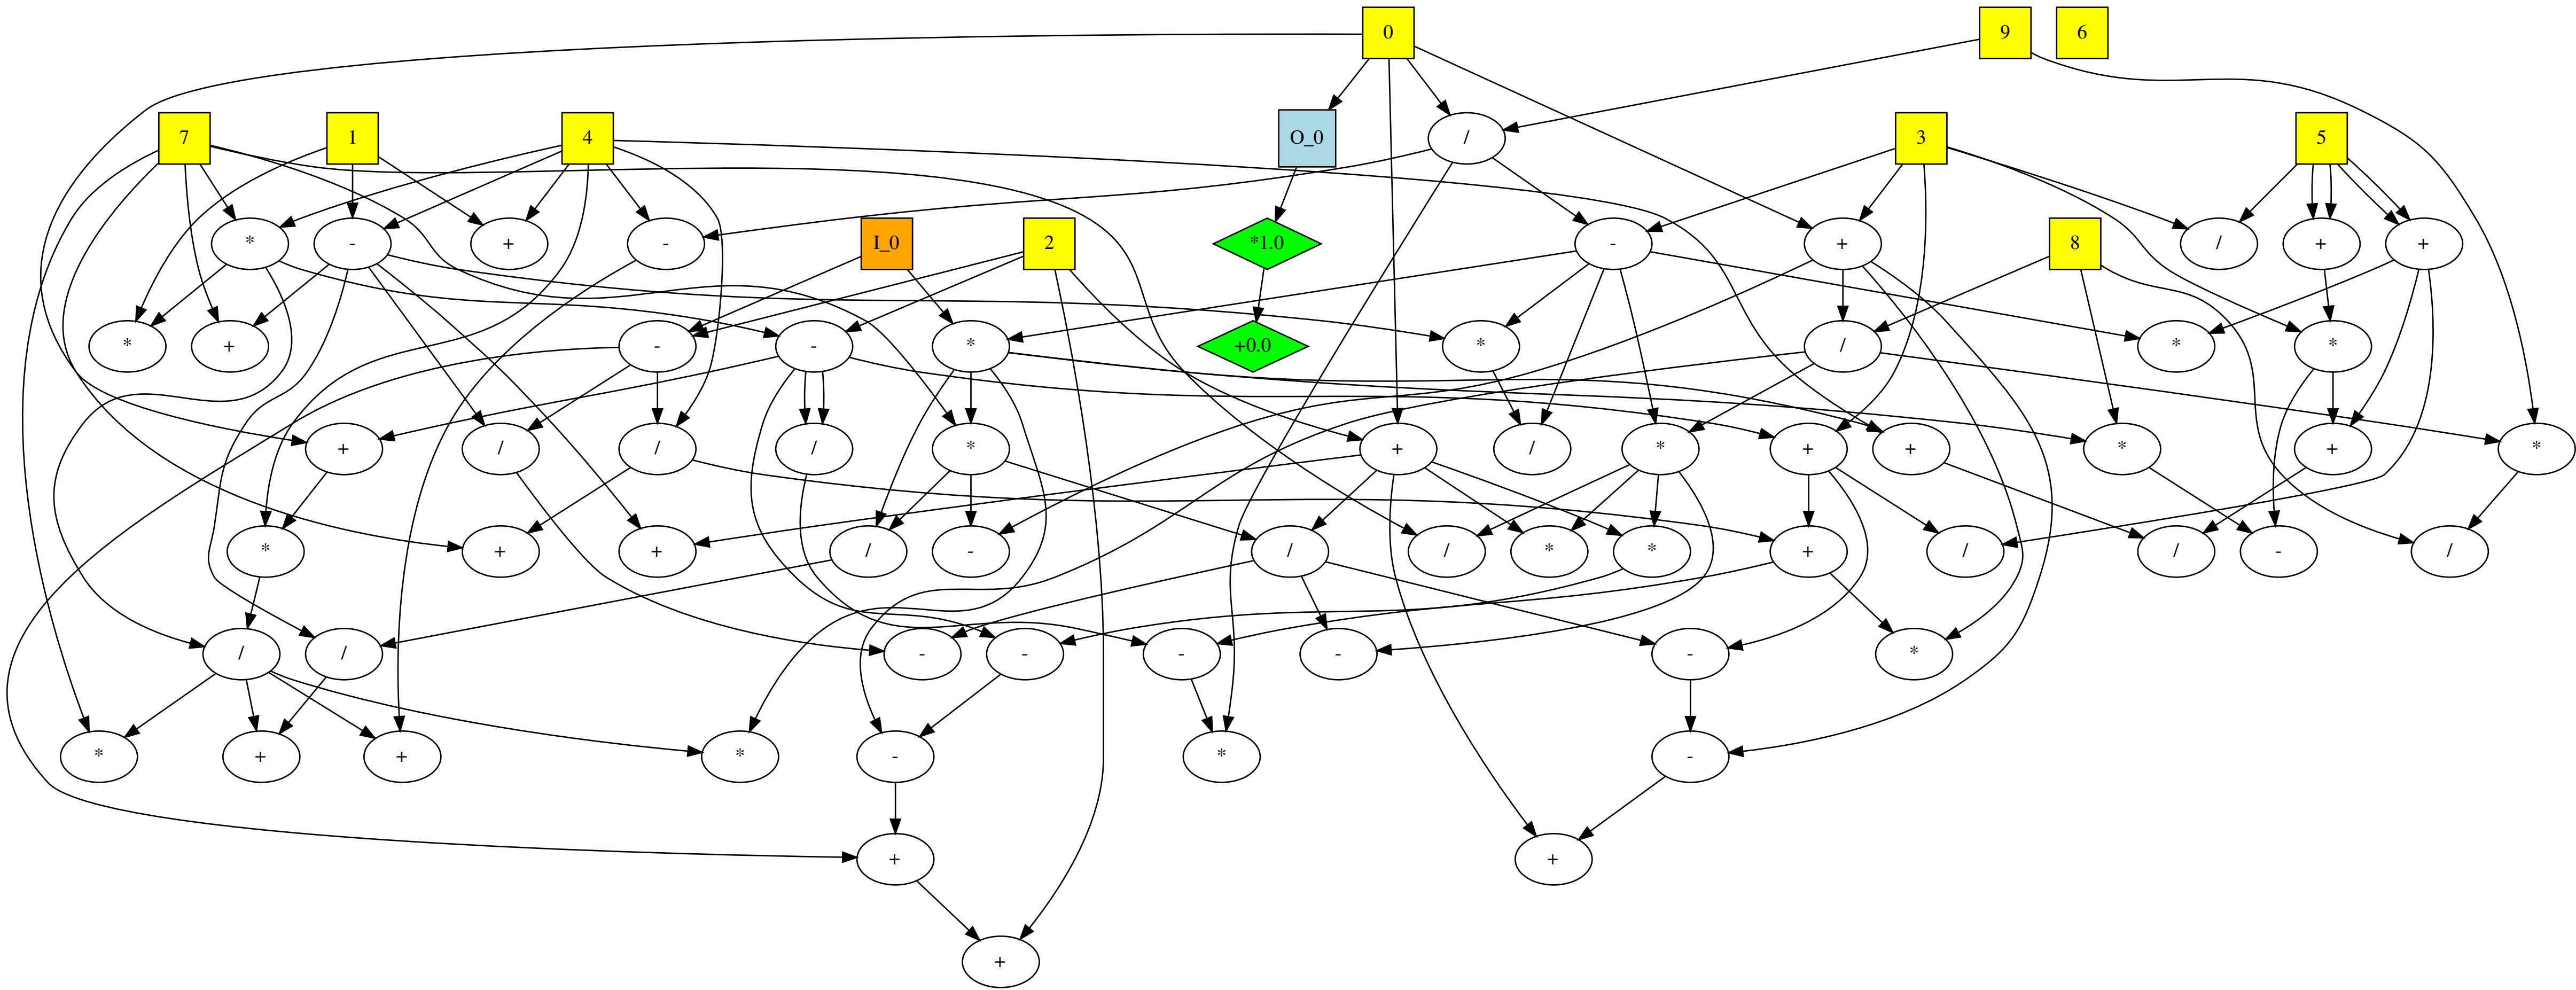 0 9 6
7 1 4 O_0 / 3 5
* - + - I_0 2 *1.0 - + 8 / + +
* + - - * +0.0 * / * *
+ / / / * + / * + + * + *
* + + / - / / * * + / / - /
/ / - - - - - *
* + + * - * -
+ +
+